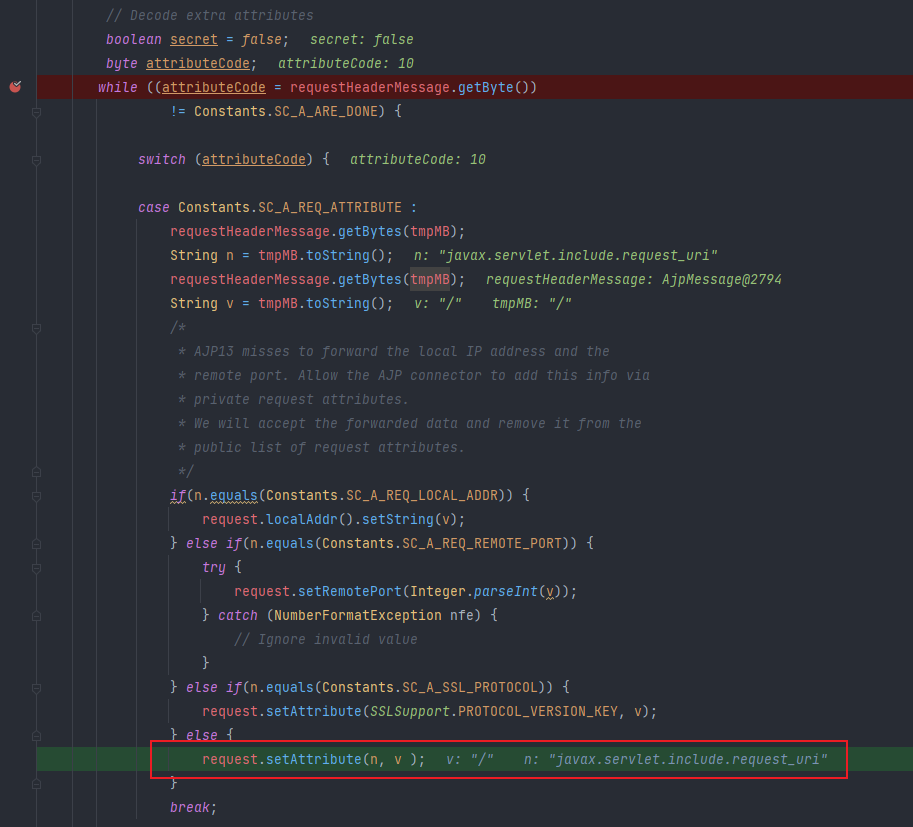 // Decode extra attributes
boolean secret = false;   secret: false
byte attributeCode;   attributeCode: 10
while ((attributeCode = requestHeaderMessage.getByte())
!= Constants.SC_A_ARE_DONE) {
switch (attributeCode) {   attributeCode: 10
case Constants.SC_A_REQ_ATTRIBUTE :
requestHeaderMessage.getBytes(tmpMB);
String n = tmpMB.toString();   n: "javax.servlet.include.request_uri"
requestHeaderMessage.getBytes(tmpMB);   requestHeaderMessage: AjpMessage@2794
String v = tmpMB.toString();   v: "/"    tmpMB: "/"
/*
* AJP13 misses to forward the local IP address and the
* remote port. Allow the AJP connector to add this info via
* private request attributes.
* We will accept the forwarded data and remove it from the
* public list of request attributes.
*/
if(n.equals(Constants.SC_A_REQ_LOCAL_ADDR)) {
request.localAddr().setString(v);
} else if(n.equals(Constants.SC_A_REQ_REMOTE_PORT)) {
try {
request.setRemotePort(Integer.parseInt(v));
} catch (NumberFormatException nfe) {
// Ignore invalid value
}
} else if(n.equals(Constants.SC_A_SSL_PROTOCOL)) {
request.setAttribute(SSLSupport.PROTOCOL_VERSION_KEY, v);
} else {
request.setAttribute(n, v );   v: "/"    n: "javax.servlet.include.request_uri"
}
break;